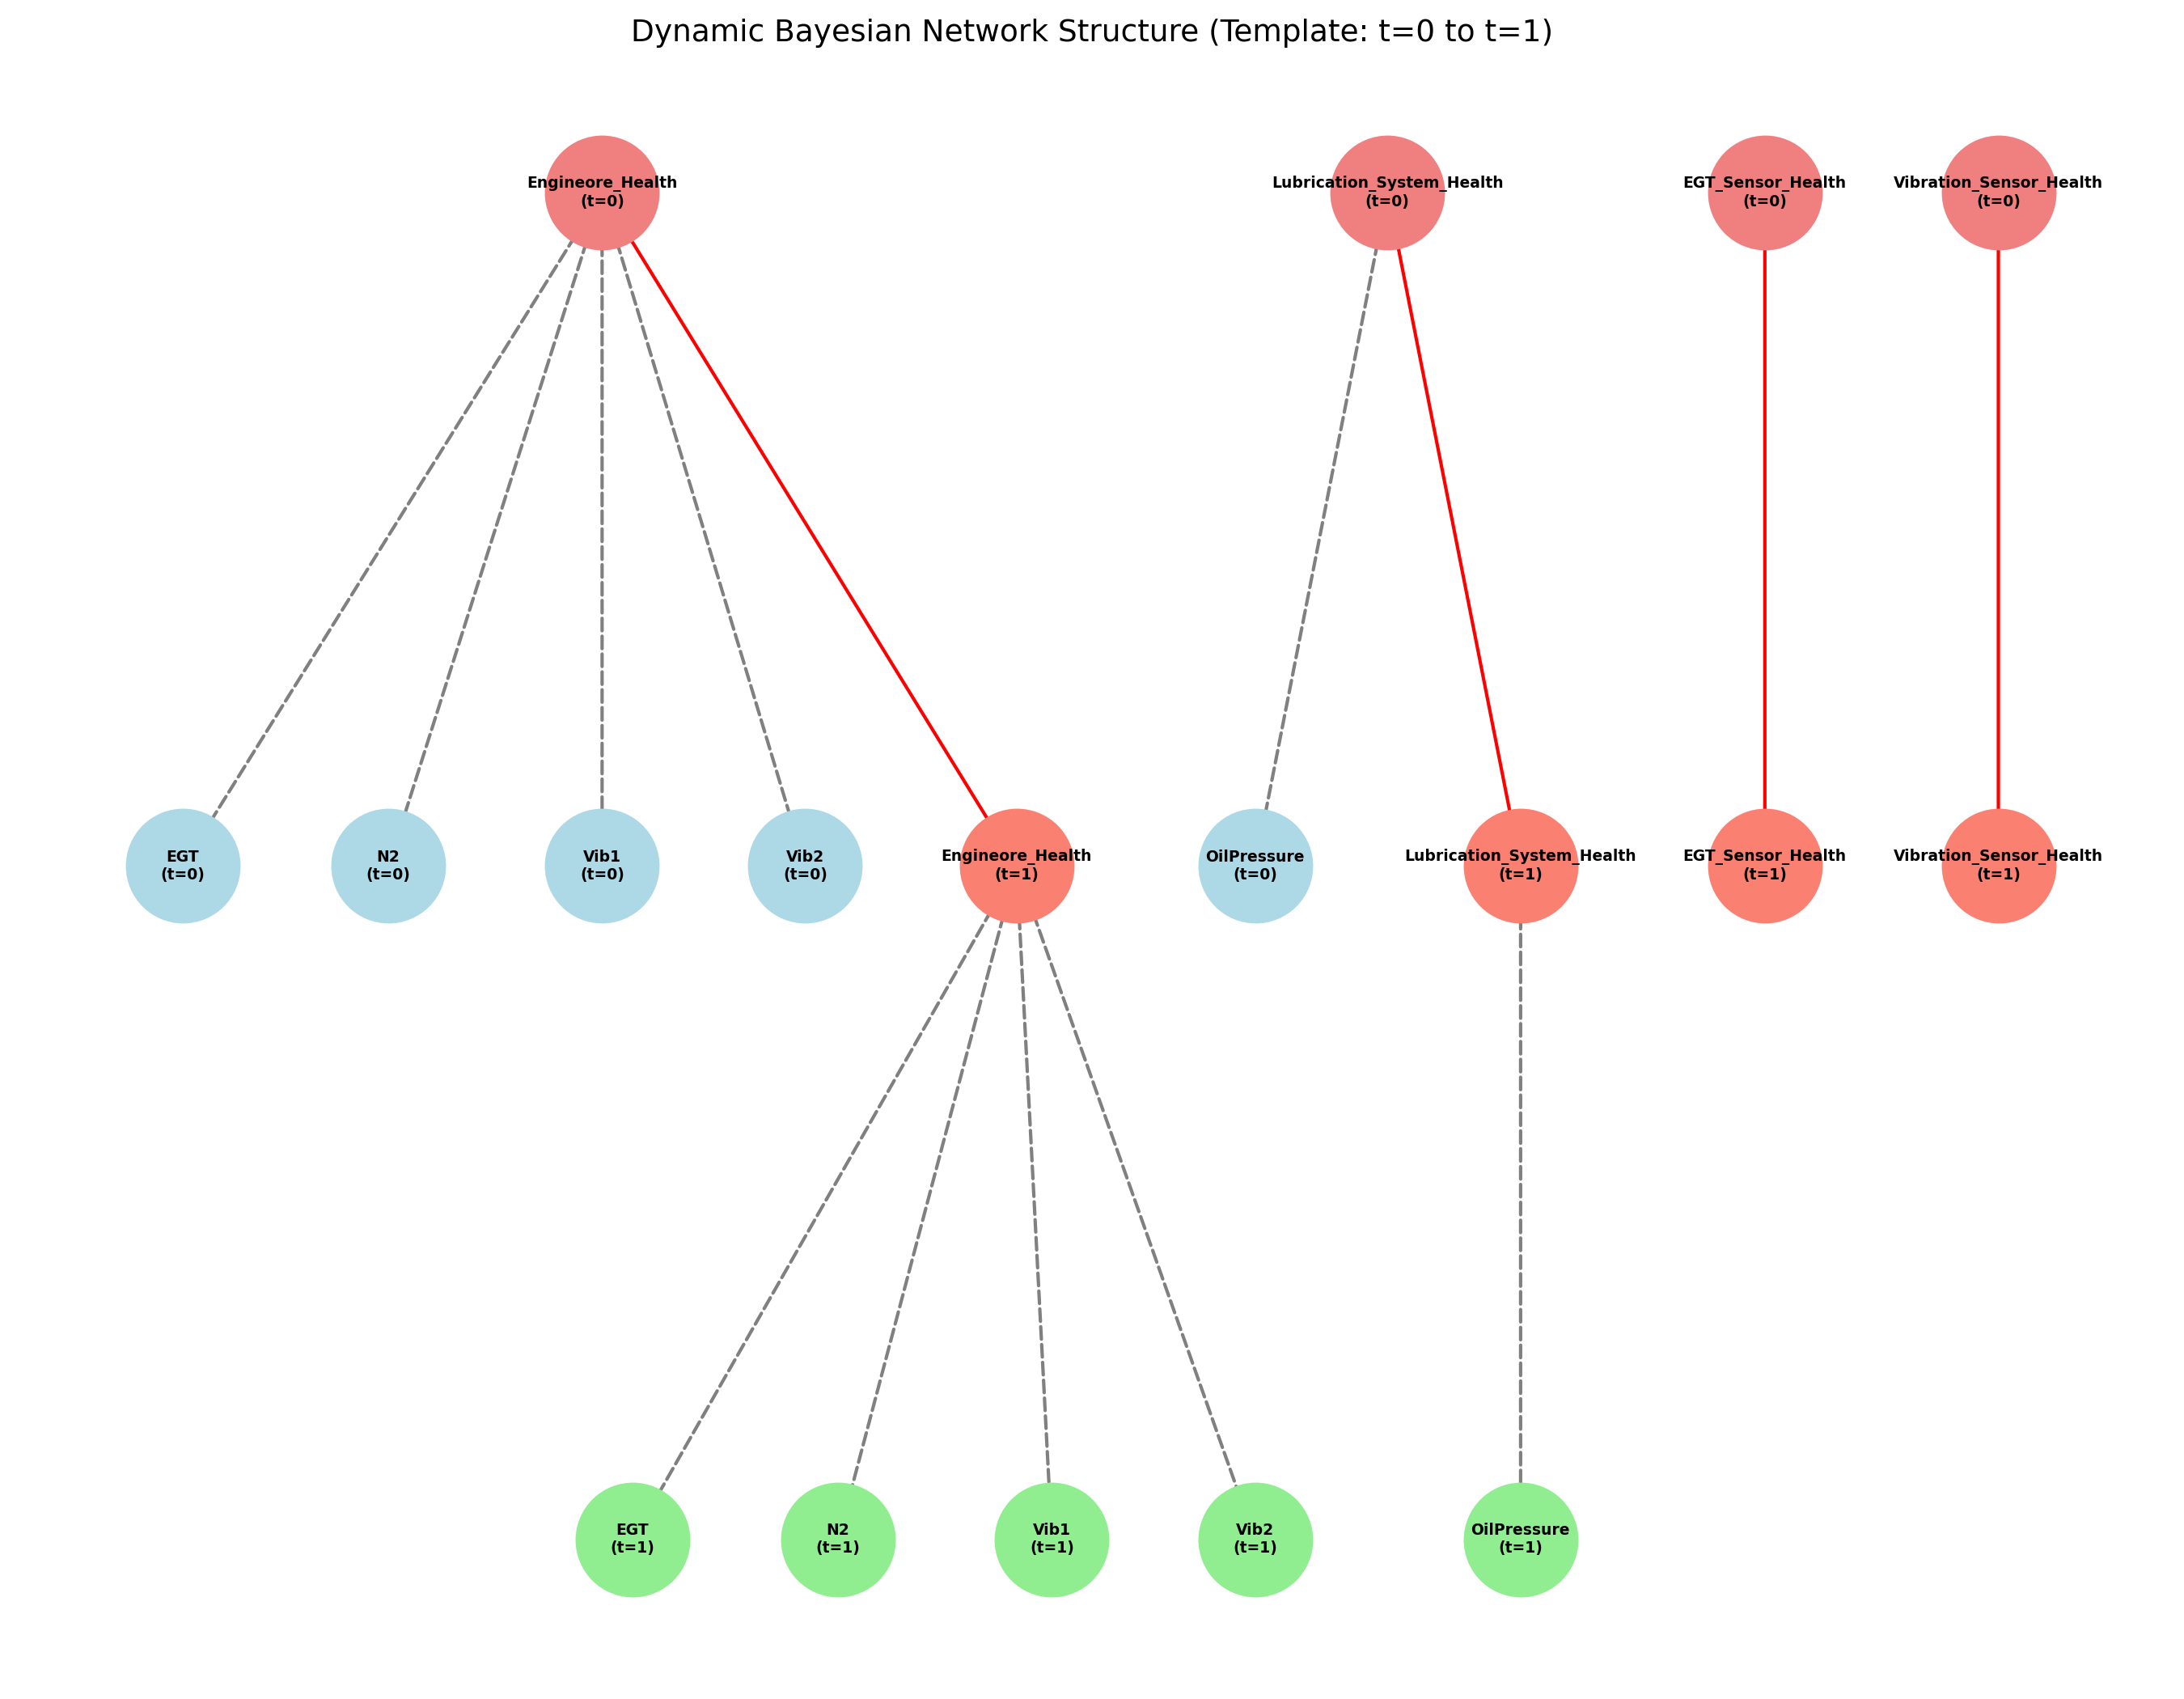 Dynamic Bayesian Network Structure (Template: t=0 to t=1)
Engineore_Health
(t=0)
Lubrication_System_Health
(t=0)
EGT_Sensor_Health
(t=0)
Vibration_Sensor_Health
(t=0)
EGT
(t=0)
N2
(t=0)
Vib1
(t=0)
Vib2
(t=0)
Engineore_Health
(t=1)
OilPressure
(t=0)
Lubrication_System_Health
(t=1)
EGT_Sensor_Health
(t=1)
Vibration_Sensor_Health
(t=1)
EGT
(t=1)
N2
(t=1)
Vib1
(t=1)
Vib2
(t=1)
OilPressure
(t=1)